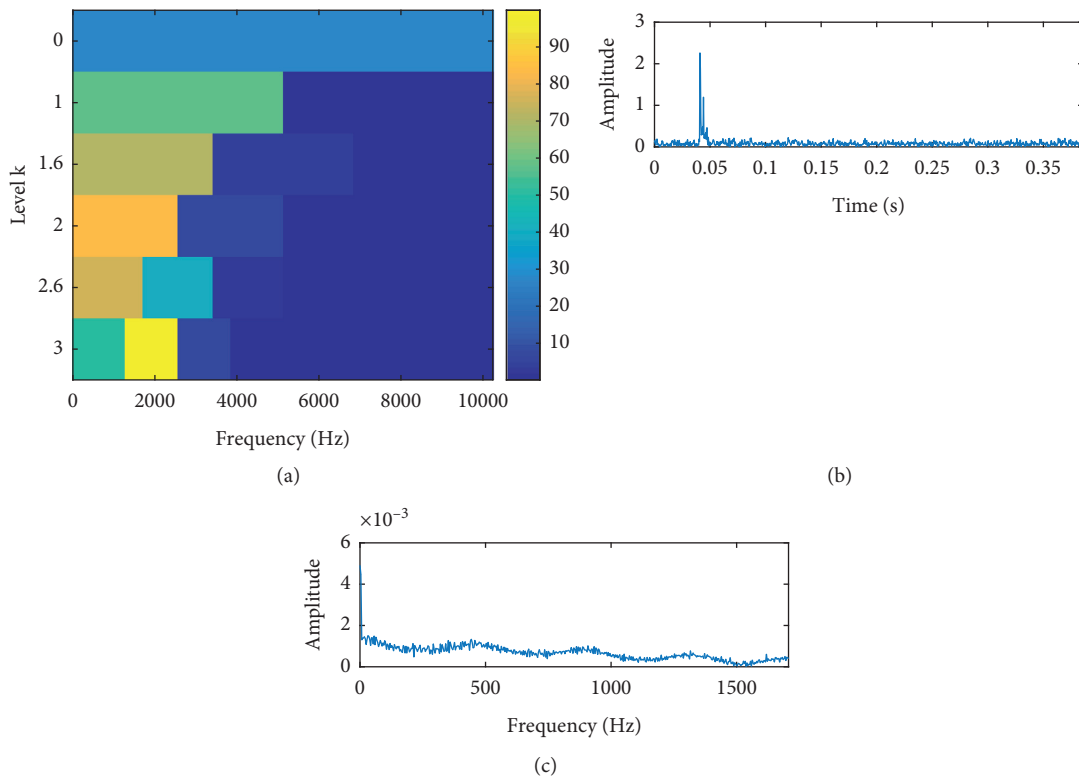 Level k
0
1
1.6
2
2.6
3
0 2000 4000 6000 8000 10000
Frequency (Hz)
90
80
70
60
50
40
30
20
10
(a)
Amplitude
3
2
1
0
0 0.05 0.1 0.15 0.2 0.25 0.3 0.35
Time (s)
(b)
×10⁻³
Amplitude
6
4
2
0
0 500 1000 1500
Frequency (Hz)
(c)